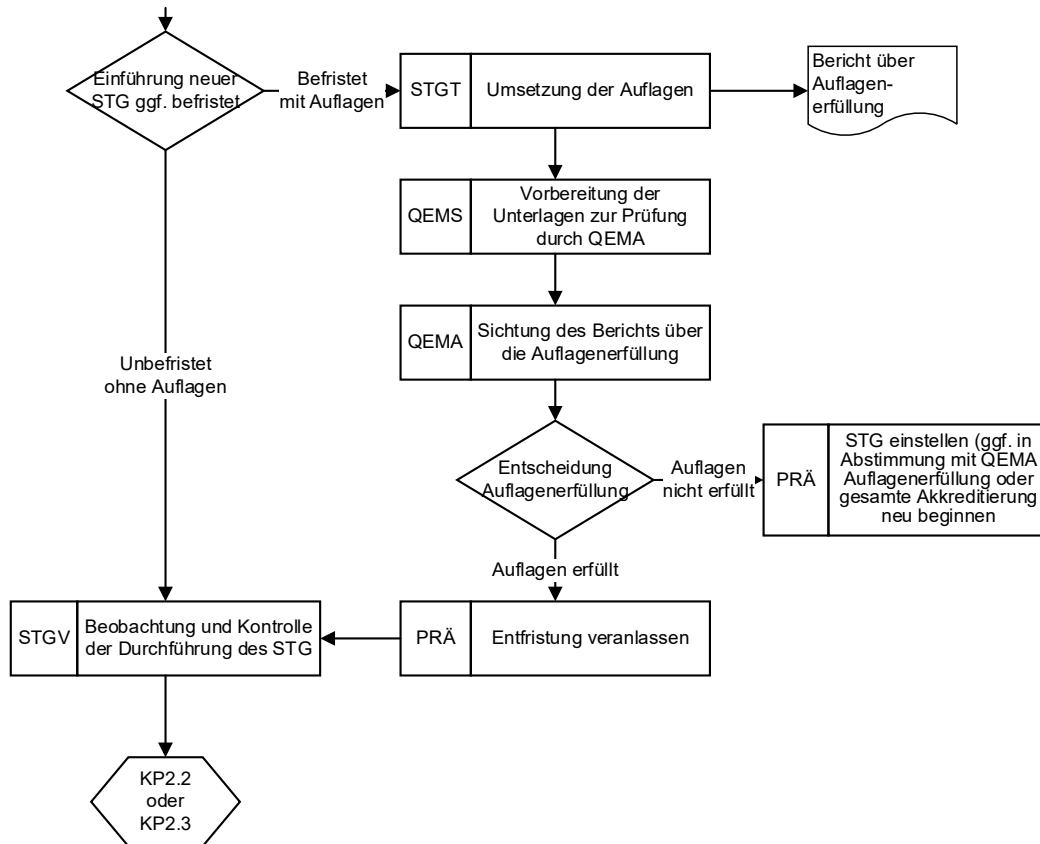 Einführung neuer
STG ggf. befristet
Befristet
mit Auflagen
STGT
Umsetzung der Auflagen
Bericht über
Auflagen-
erfüllung
QEMS
Vorbereitung der
Unterlagen zur Prüfung
durch QEMA
QEMA
Sichtung des Berichts über
die Auflagenerfüllung
Unbefristet
ohne Auflagen
Entscheidung
Auflagenerfüllung
Auflagen
nicht erfüllt
PRÄ
STG einstellen (ggf. in
Abstimmung mit QEMA
Auflagenerfüllung oder
gesamte Akkreditierung
neu beginnen
Auflagen erfüllt
STGV
Beobachtung und Kontrolle
der Durchführung des STG
PRÄ
Entfristung veranlassen
KP2.2
oder
KP2.3